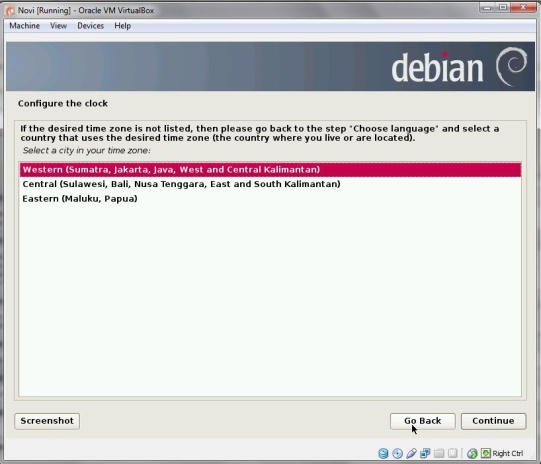 Novi [Running] - Oracle VM VirtualBox
Machine View Devices Help
debian
Configure the clock
If the desired time zone is not listed, then please go back to the step "Choose language" and select a
country that uses the desired time zone (the country where you live or are located).
Select a city in your time zone:
Western (Sumatra, Jakarta, Java, West and Central Kalimantan)
Central (Sulawesi, Bali, Nusa Tenggara, East and South Kalimantan)
Eastern (Maluku, Papua)
Screenshot Go Back Continue
Right Ctrl